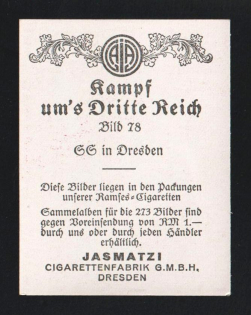 Kampf
um's Dritte Reich
Bild 78
SS in Dresden
Diese Bilder liegen in den Packungen
unserer Ramses-Cigaretten
Sammelalben für die 273 Bilder sind
gegen Voreinsendung von RM 1.—
durch uns oder durch jeden Händler
erhältlich.
JASMATZI
CIGARETTENFABRIK G.M.B.H,
DRESDEN